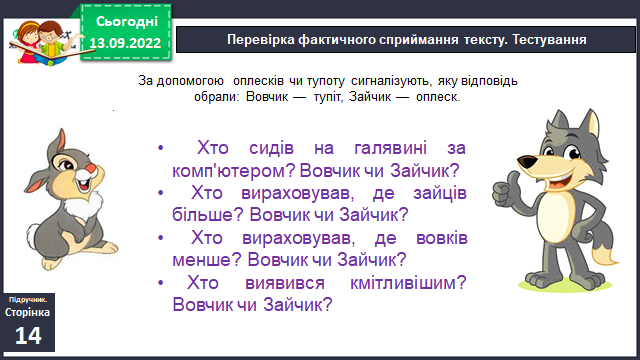 Сьогодні
13.09.2022
Перевірка фактичного сприймання тексту. Тестування
За допомогою оплесків чи тупоту сигналізують, яку відповідь
обрали: Вовчик — тупіт, Зайчик — оплеск.
• Хто сидів на галявині за
комп'ютером? Вовчик чи Зайчик?
• Хто вираховував, де зайців
більше? Вовчик чи Зайчик?
• Хто вираховував, де вовків
менше? Вовчик чи Зайчик?
• Хто виявився кмітливішим?
Вовчик чи Зайчик?
Підручник.
Сторінка
14